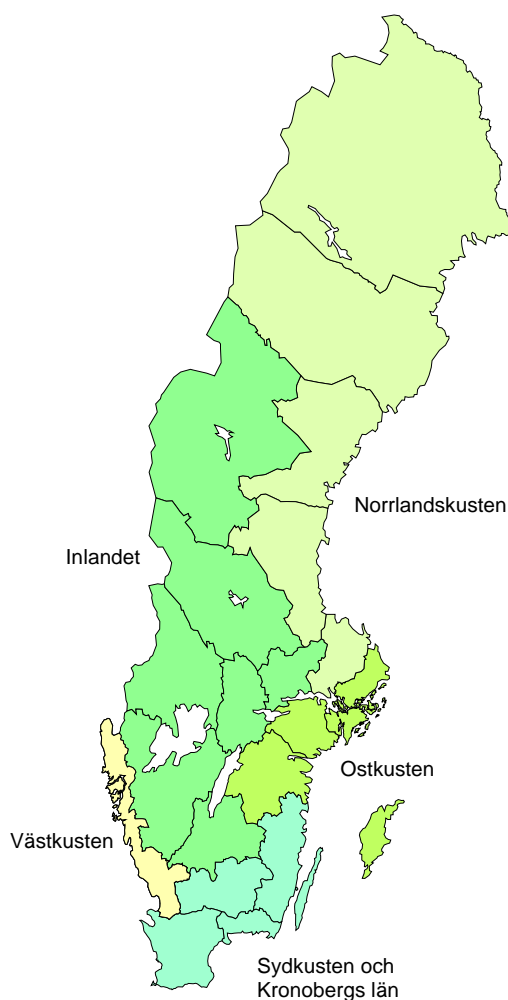 Norrlandskusten
Inlandet
Ostkusten
Västkusten
Sydkusten och
Kronobergs län